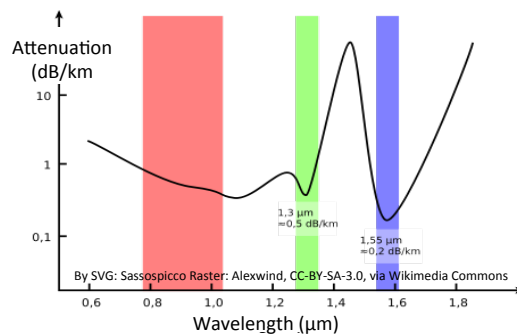 Attenuation
(dB/km
10
1
0,1
1,3 μm
≈0,5 dB/km
1,55 μm
≈0,2 dB/km
By SVG: Sassospicco Raster: Alexwind, CC-BY-SA-3.0, via Wikimedia Commons
0,6 0,8 1,0 1,2 1,4 1,6 1,8
Wavelength (μm)